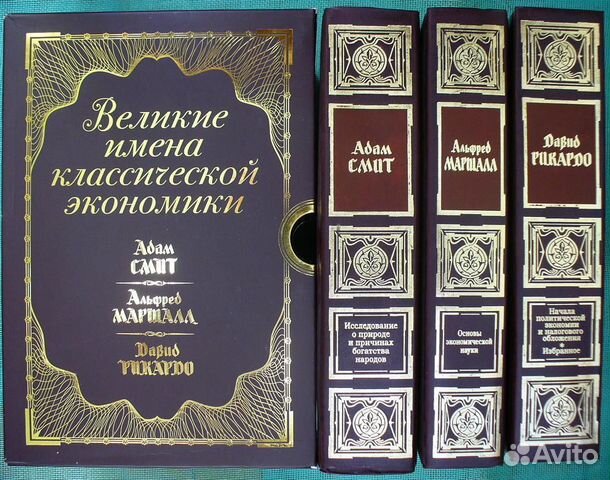 Великие
имена
классической
экономики
Адам
Смит
Альфред
Маршалл
Давид
Рикардо
Адам
Смит
Исследование
о природе
и причинах
богатства
народов
Альфред
Маршалл
Основы
экономической
науки
Давид
Рикардо
Начала
политической
экономии
и налогового
обложения
Избранное
Avito